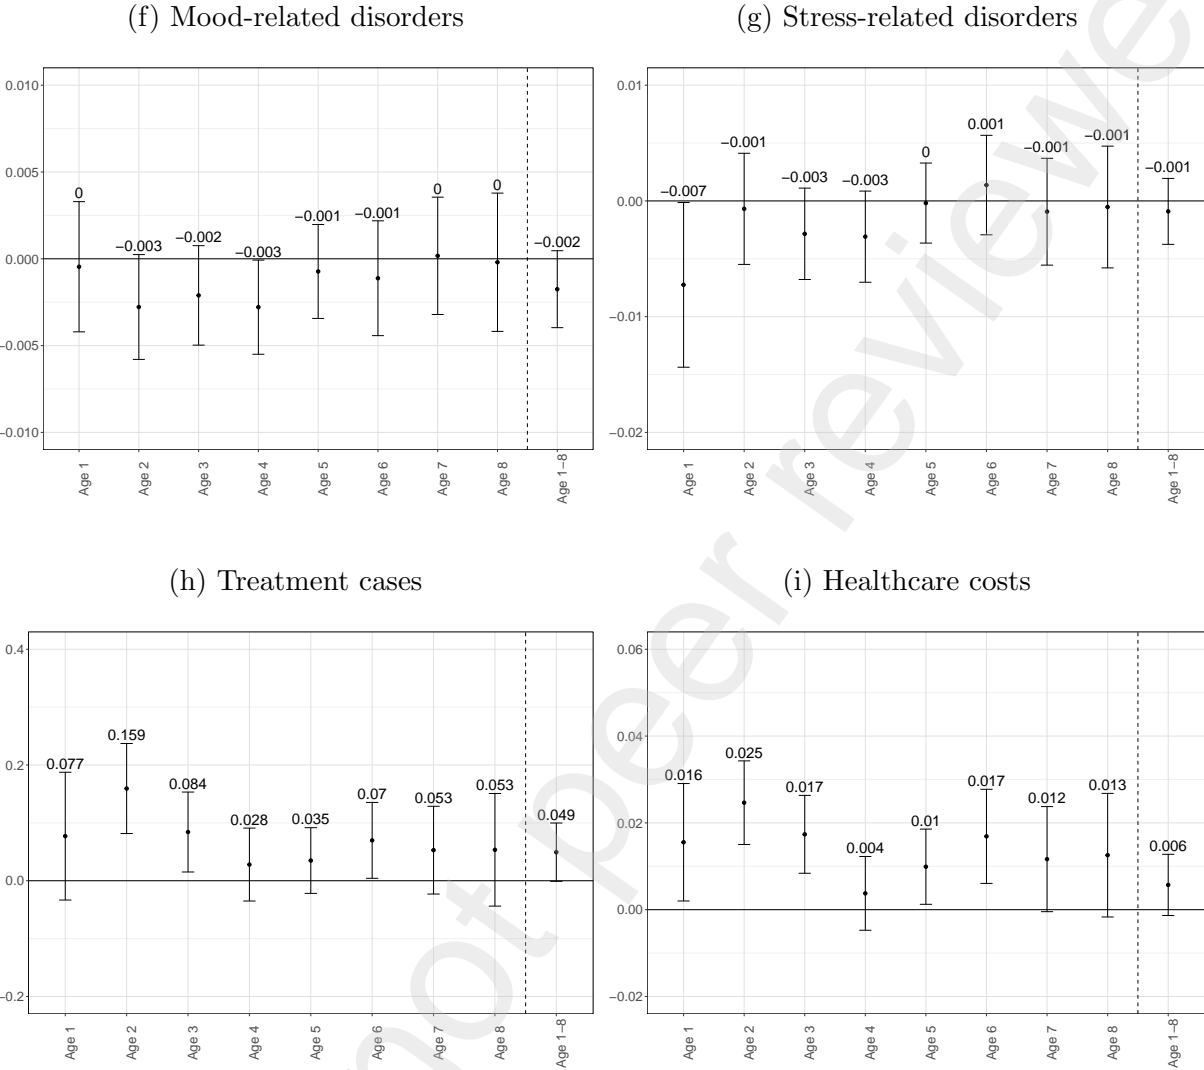 (f) Mood-related disorders
0.010
0.005
0.000
−0.005
−0.010
0
−0.003
−0.002
−0.003
−0.001
−0.001
0
0
−0.002
Age 1
Age 2
Age 3
Age 4
Age 5
Age 6
Age 7
Age 8
Age 1−8
(g) Stress-related disorders
0.01
0.00
−0.01
−0.02
−0.007
−0.001
−0.003
−0.003
0
0.001
−0.001
−0.001
−0.001
Age 1
Age 2
Age 3
Age 4
Age 5
Age 6
Age 7
Age 8
Age 1−8
(h) Treatment cases
0.4
0.2
0.0
−0.2
0.077
0.159
0.084
0.028
0.035
0.07
0.053
0.053
0.049
Age 1
Age 2
Age 3
Age 4
Age 5
Age 6
Age 7
Age 8
Age 1−8
(i) Healthcare costs
0.06
0.04
0.02
0.00
−0.02
0.016
0.025
0.017
0.004
0.01
0.017
0.012
0.013
0.006
Age 1
Age 2
Age 3
Age 4
Age 5
Age 6
Age 7
Age 8
Age 1−8
not peer reviewe